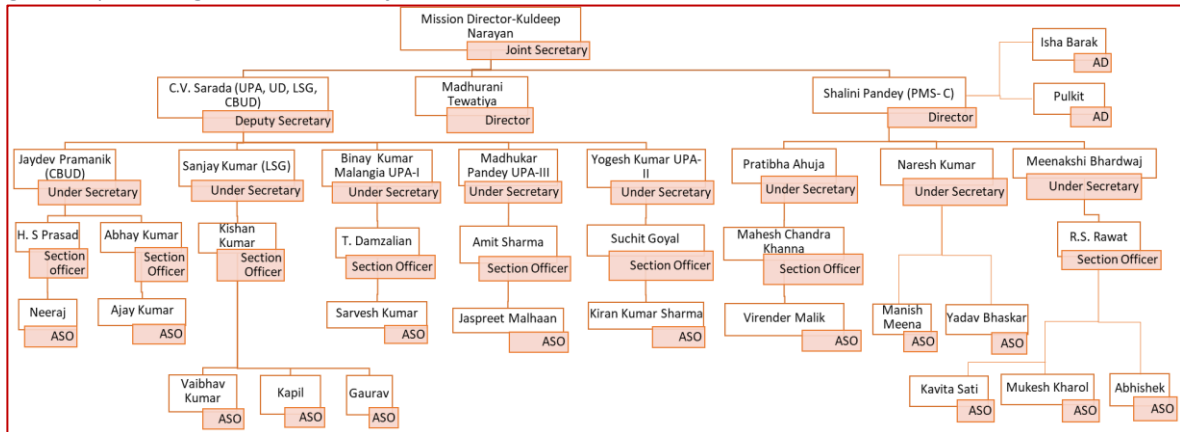 Mission Director-Kuldeep
Narayan
Joint Secretary
Isha Barak
AD
Pulkit
AD
C.V. Sarada (UPA, UD, LSG,
CBUD)
Deputy Secretary
Madhurani
Tewatiya
Director
Shalini Pandey (PMS- C)
Director
Jaydev Pramanik
(CBUD)
Under Secretary
Sanjay Kumar (LSG)
Under Secretary
Binay Kumar
Malangia UPA-I
Under Secretary
Madhukar
Pandey UPA-III
Under Secretary
Yogesh Kumar UPA-
II
Under Secretary
Pratibha Ahuja
Under Secretary
Naresh Kumar
Under Secretary
Meenakshi Bhardwaj
Under Secretary
H. S Prasad
Section
officer
Abhay Kumar
Section
Officer
Kishan
Kumar
Section
Officer
T. Damzalian
Section Officer
Amit Sharma
Section Officer
Suchit Goyal
Section Officer
Mahesh Chandra
Khanna
Section Officer
R.S. Rawat
Section Officer
Neeraj
ASO
Ajay Kumar
ASO
Sarvesh Kumar
ASO
Jaspreet Malhaan
ASO
Kiran Kumar Sharma
ASO
Virender Malik
ASO
Manish
Meena
ASO
Yadav Bhaskar
ASO
Vaibhav
Kumar
ASO
Kapil
ASO
Gaurav
ASO
Kavita Sati
ASO
Mukesh Kharol
ASO
Abhishek
ASO